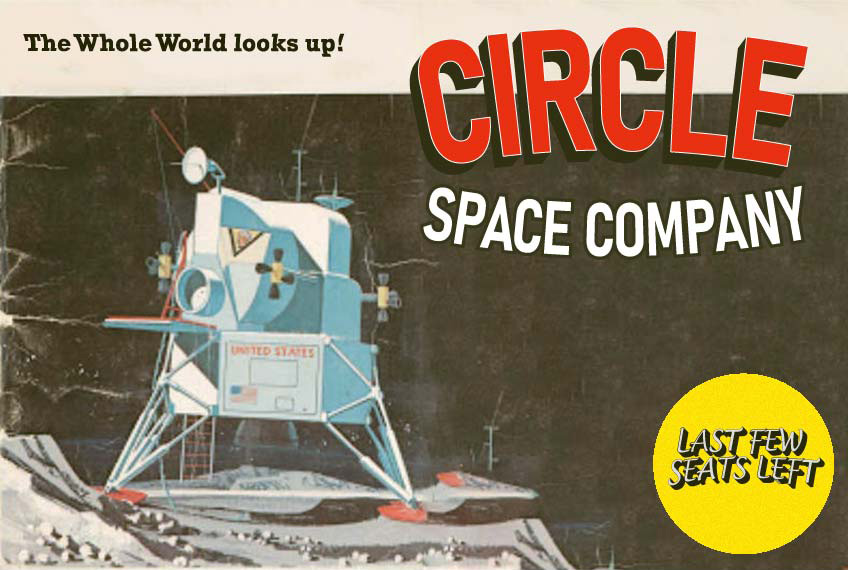 The Whole World looks up!
CIRCLE
SPACE COMPANY
UNITED STATES
LAST FEW
SEATS LEFT